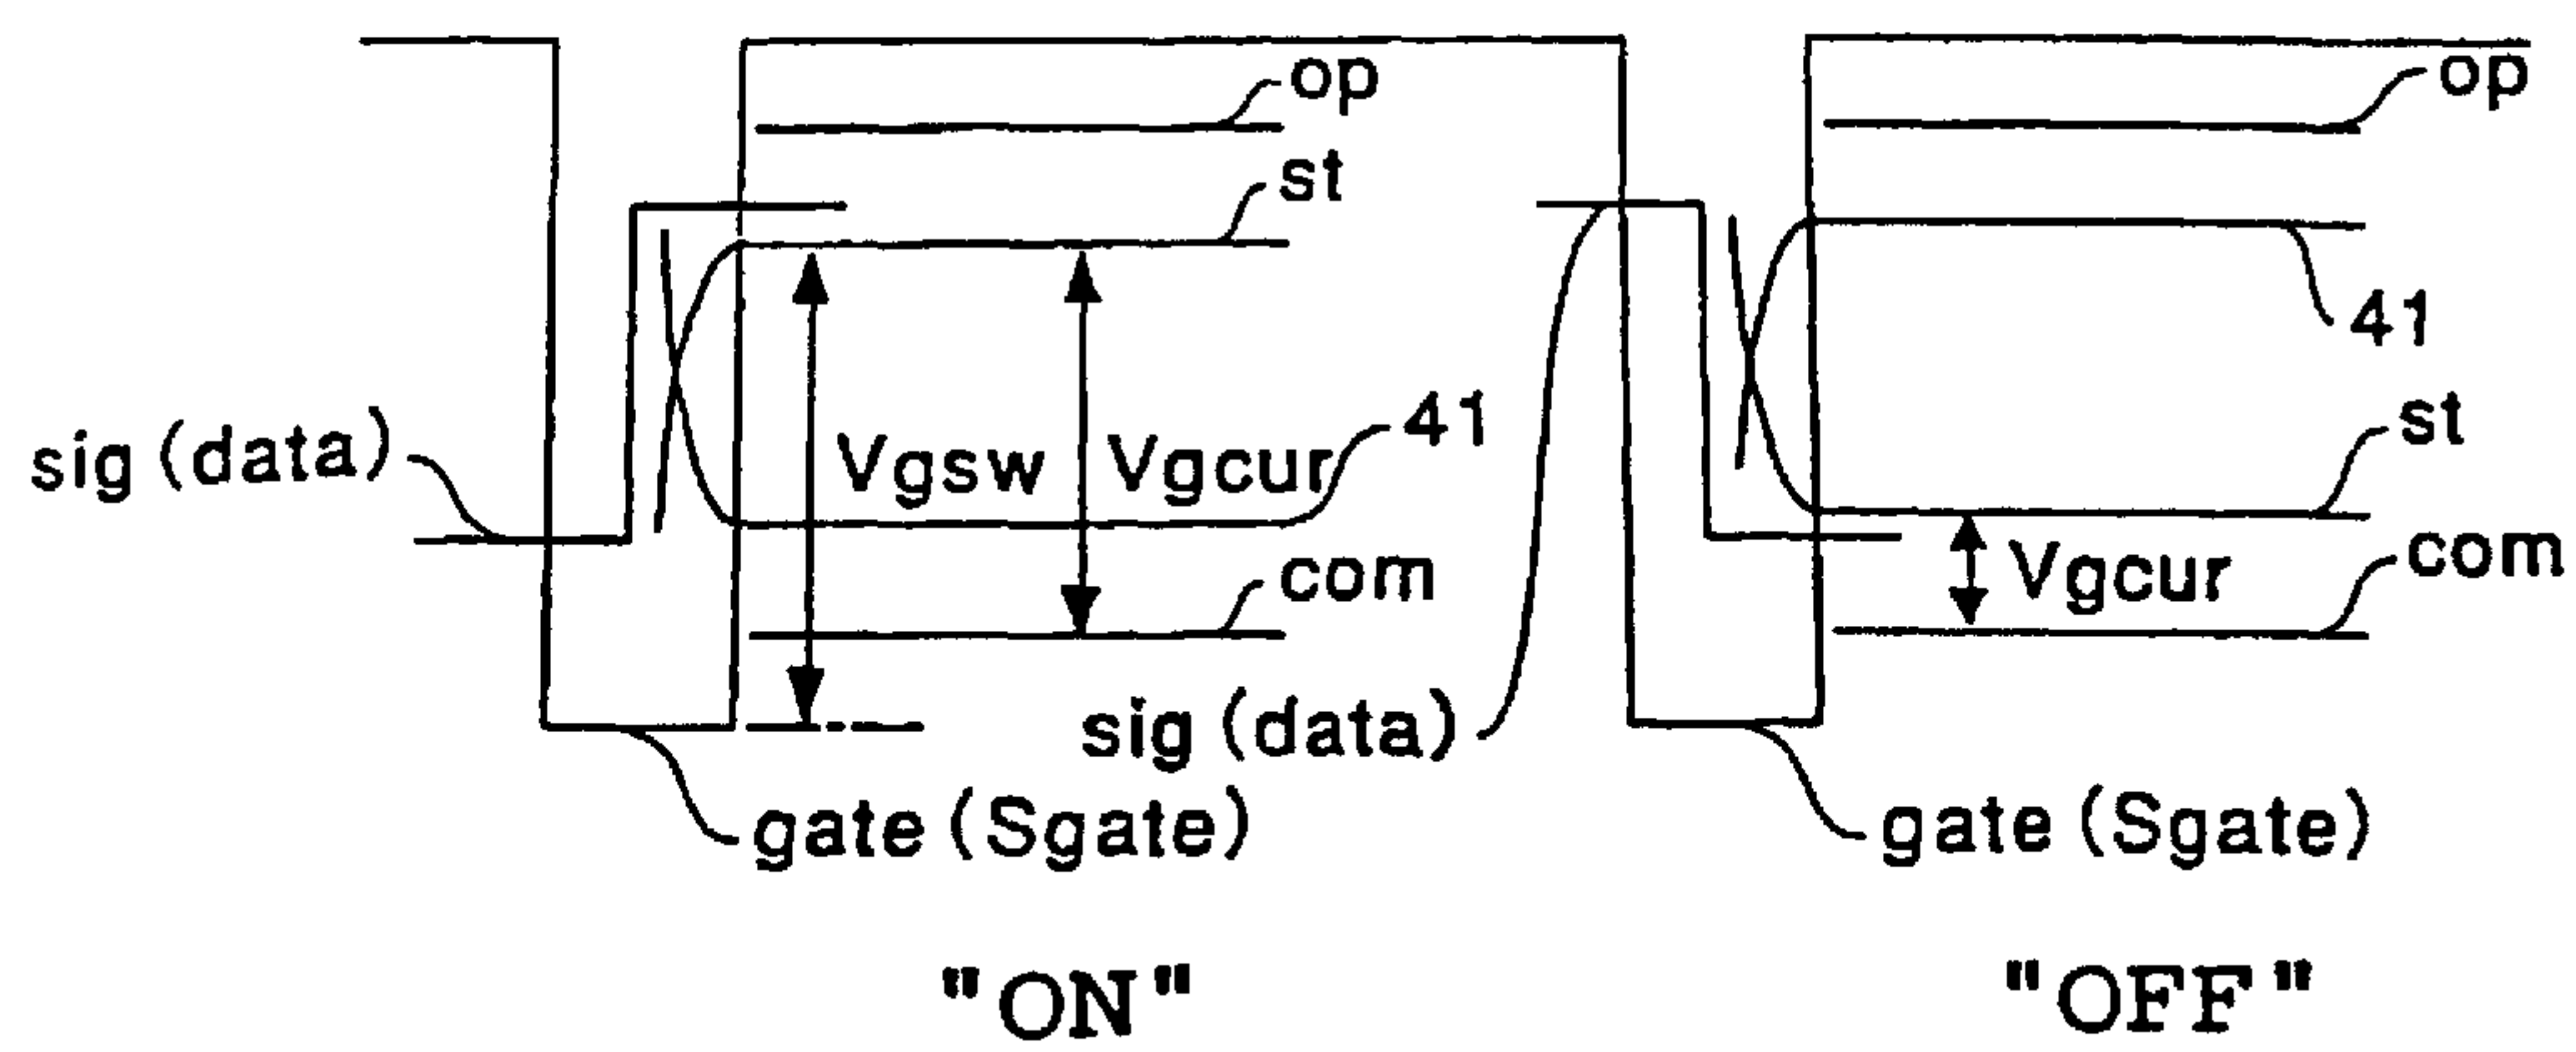 op
st
sig (data)
Vgsw
Vgcur
41
com
gate (Sgate)
"ON"
op
41
sig (data)
st
Vgcur
com
gate (Sgate)
"OFF"